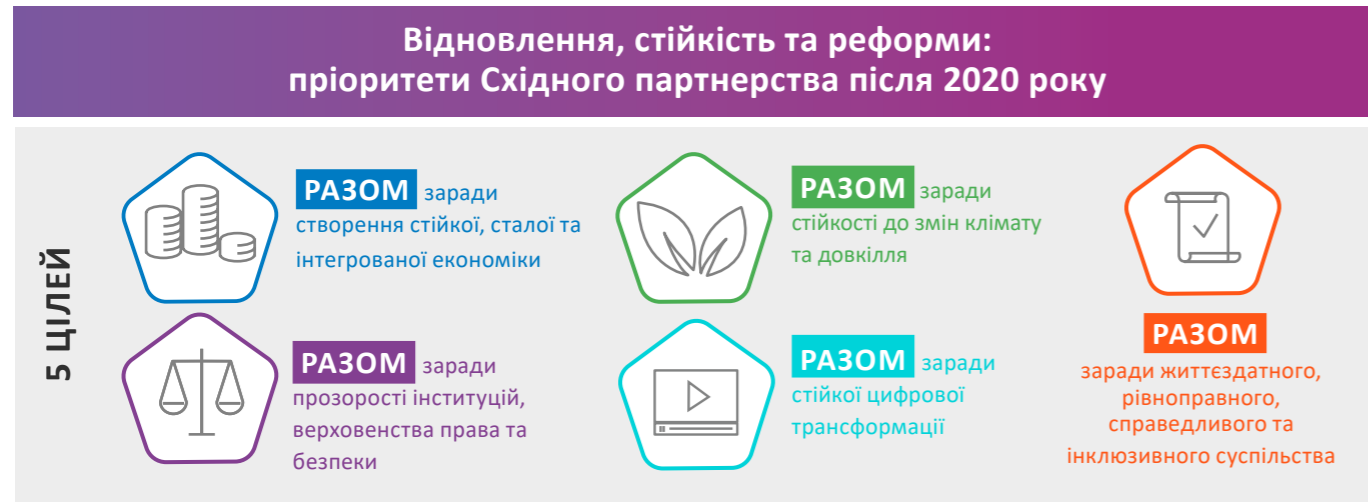 Відновлення, стійкість та реформи:
пріоритети Східного партнерства після 2020 року
5 ЦІЛЕЙ
РАЗОМ заради
створення стійкої, сталої та
інтегрованої економіки
РАЗОМ заради
стійкості до змін клімату
та довкілля
РАЗОМ
заради життєздатного,
рівноправного,
справедливого та
інклюзивного суспільства
РАЗОМ заради
прозорості інституцій,
верховенства права та
безпеки
РАЗОМ заради
стійкої цифрової
трансформації